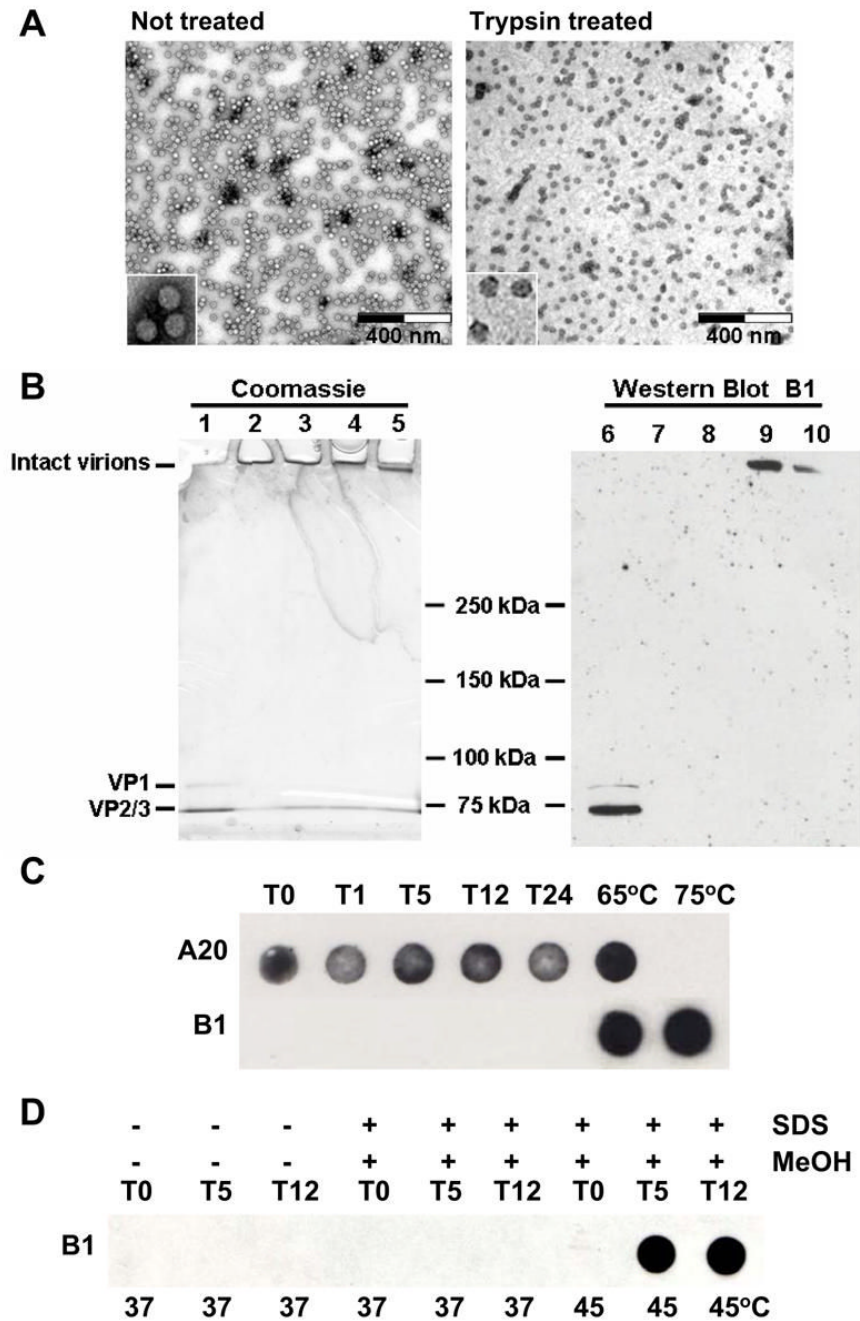 A
Not treated
Trypsin treated
400 nm
400 nm
B
Coomassie
Western Blot B1
1 2 3 4 5
6 7 8 9 10
Intact virions
250 kDa
150 kDa
100 kDa
VP1
VP2/3
75 kDa
C
T0 T1 T5 T12 T24 65°C 75°C
A20
B1
D
- - - + + + + + + SDS
- - - + + + + + + MeOH
T0 T5 T12 T0 T5 T12 T0 T5 T12
B1
37 37 37 37 37 37 45 45 45°C